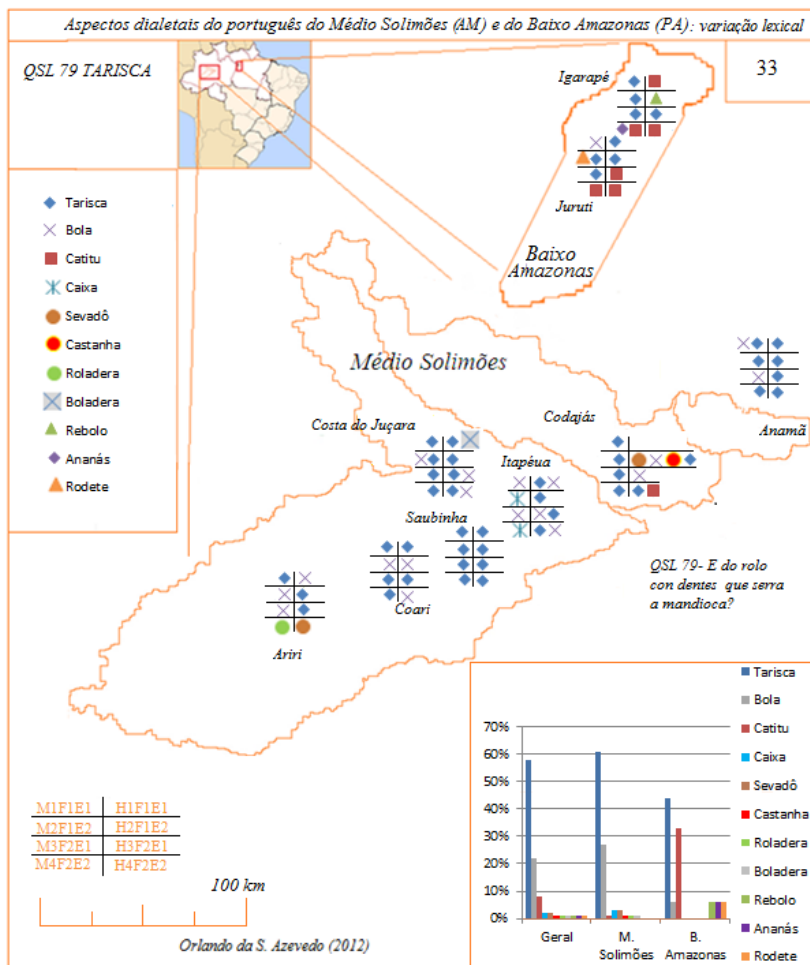 Aspectos dialetais do português do Médio Solimões (AM) e do Baixo Amazonas (PA): variação lexical
QSL 79 TARISCA
33
Igarapé
Juruti
Baixo
Amazonas
Tarisca
Bola
Catitu
Caixa
Sevadô
Castanha
Roladera
Boladera
Rebolo
Ananás
Rodete
Médio Solimões
Costa do Juçara
Codajás
Anamã
Itapéua
Saubinha
Coari
Ariri
QSL 79- E do rolo
con dentes que serra
a mandioca?
M1F1E1 H1F1E1
M2F1E2 H2F1E2
M3F2E1 H3F2E1
M4F2E2 H4F2E2
100 km
Orlando da S. Azevedo (2012)
70%
60%
50%
40%
30%
20%
10%
0%
Geral
M.
Solimões
B.
Amazonas
Tarisca
Bola
Catitu
Caixa
Sevadô
Castanha
Roladera
Boladera
Rebolo
Ananás
Rodete